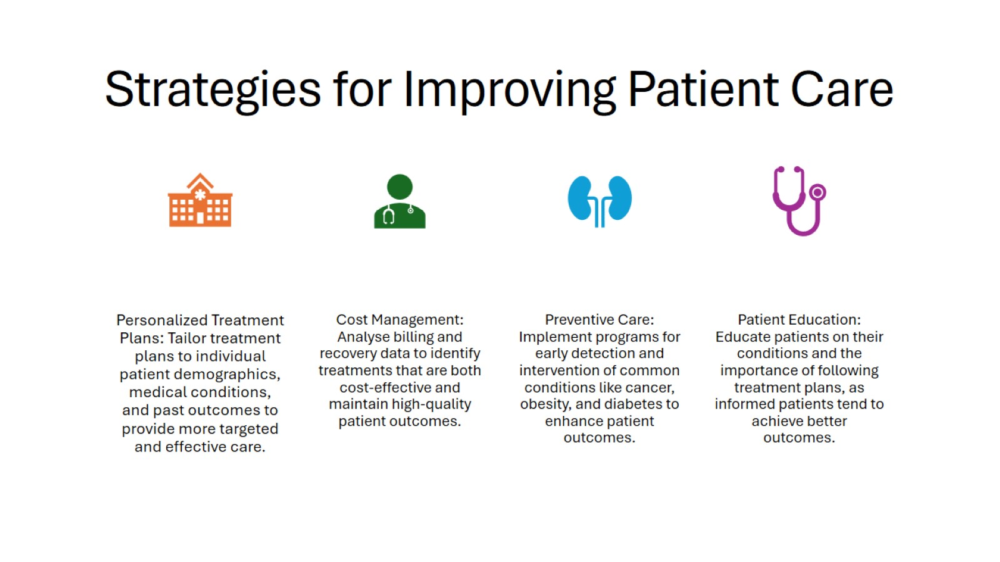 Strategies for Improving Patient Care
Personalized Treatment
Plans: Tailor treatment
plans to individual
patient demographics,
medical conditions,
and past outcomes to
provide more targeted
and effective care.
Cost Management:
Analyse billing and
recovery data to identify
treatments that are both
cost-effective and
maintain high-quality
patient outcomes.
Preventive Care:
Implement programs for
early detection and
intervention of common
conditions like cancer,
obesity, and diabetes to
enhance patient
outcomes.
Patient Education:
Educate patients on their
conditions and the
importance of following
treatment plans, as
informed patients tend to
achieve better
outcomes.